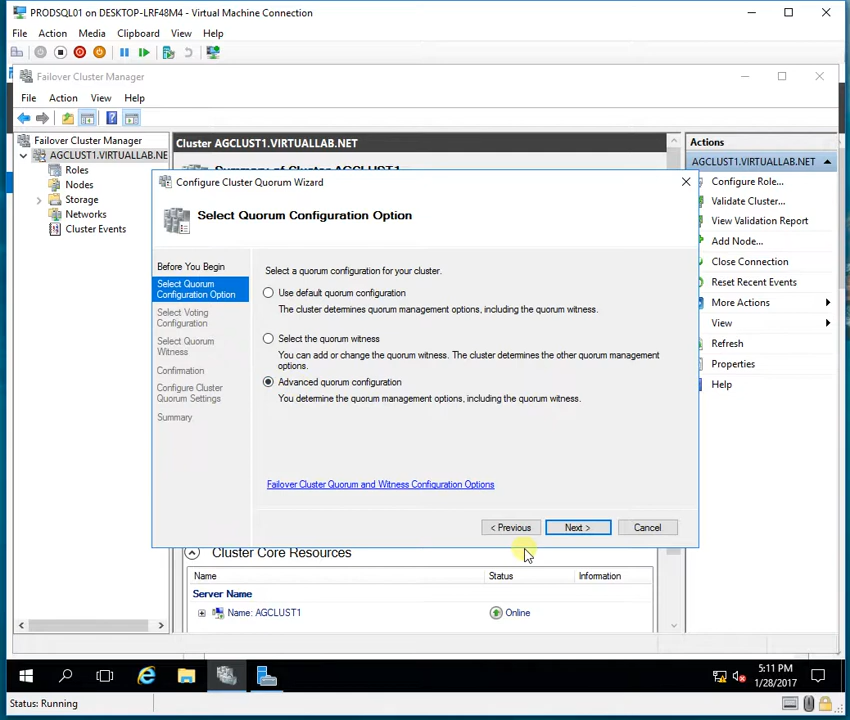 PRODSQL01 on DESKTOP-LRF48M4 - Virtual Machine Connection
File Action Media Clipboard View Help
Failover Cluster Manager
File Action View Help
Failover Cluster Manager
AGCLUST1.VIRTUALLAB.NE
Roles
Nodes
Storage
Networks
Cluster Events
Cluster AGCLUST1.VIRTUALLAB.NET
Summary of Cluster AGCLUST1
Configure Cluster Quorum Wizard
Select Quorum Configuration Option
Before You Begin
Select Quorum
Configuration Option
Select Voting
Configuration
Select Quorum
Witness
Confirmation
Configure Cluster
Quorum Settings
Summary
Select a quorum configuration for your cluster.
Use default quorum configuration
The cluster determines quorum management options, including the quorum witness.
Select the quorum witness
You can add or change the quorum witness. The cluster determines the other quorum management
options.
Advanced quorum configuration
You determine the quorum management options, including the quorum witness.
Failover Cluster Quorum and Witness Configuration Options
< Previous
Next >
Cancel
Cluster Core Resources
Name Status Information
Server Name
Name: AGCLUST1 Online
Actions
AGCLUST1.VIRTUALLAB.NET
Configure Role...
Validate Cluster...
View Validation Report
Add Node...
Close Connection
Reset Recent Events
More Actions
View
Refresh
Properties
Help
5:11 PM
1/28/2017
Status: Running